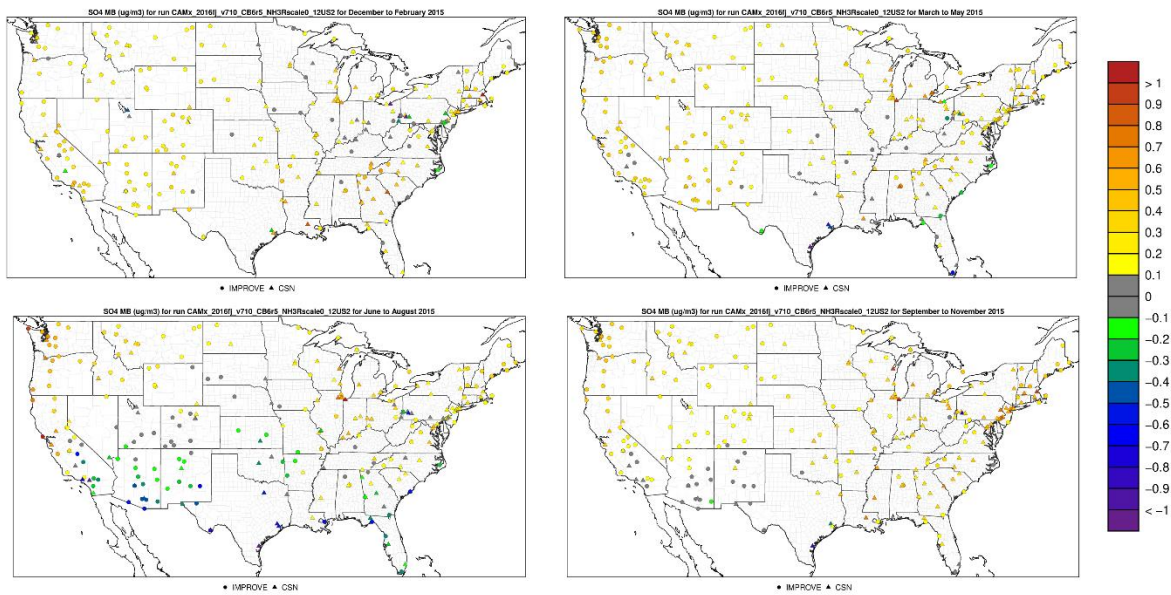 SO4 MB (ug/m3) for run CAMx_2016fj_v710_CB6r5_NH3Rscale0_12US2 for December to February 2015
● IMPROVE ▲ CSN
SO4 MB (ug/m3) for run CAMx_2016fj_v710_CB6r5_NH3Rscale0_12US2 for March to May 2015
● IMPROVE ▲ CSN
SO4 MB (ug/m3) for run CAMx_2016fj_v710_CB6r5_NH3Rscale0_12US2 for June to August 2015
● IMPROVE ▲ CSN
SO4 MB (ug/m3) for run CAMx_2016fj_v710_CB6r5_NH3Rscale0_12US2 for September to November 2015
● IMPROVE ▲ CSN
> 1
0.9
0.8
0.7
0.6
0.5
0.4
0.3
0.2
0.1
0
−0.1
−0.2
−0.3
−0.4
−0.5
−0.6
−0.7
−0.8
−0.9
< −1